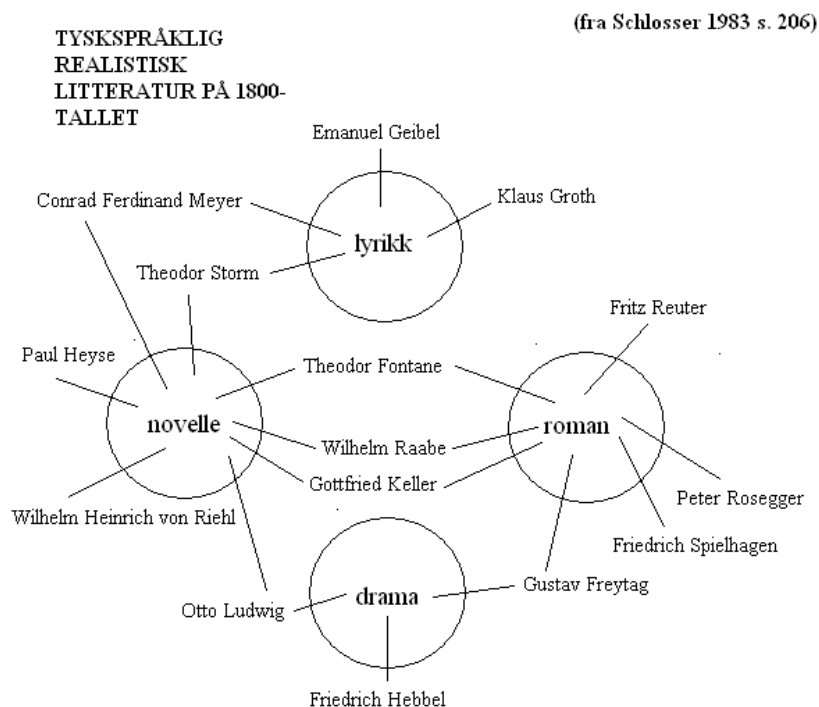 (fra Schlosser 1983 s. 206)
TYSKSPRÅKLIG
REALISTISK
LITTERATUR PÅ 1800-
TALLET
Emanuel Geibel
Conrad Ferdinand Meyer
Klaus Groth
lyrikk
Theodor Storm
Fritz Reuter
Paul Heyse
Theodor Fontane
novelle
roman
Wilhelm Raabe
Gottfried Keller
Peter Rosegger
Wilhelm Heinrich von Riehl
Friedrich Spielhagen
Gustav Freytag
drama
Otto Ludwig
Friedrich Hebbel